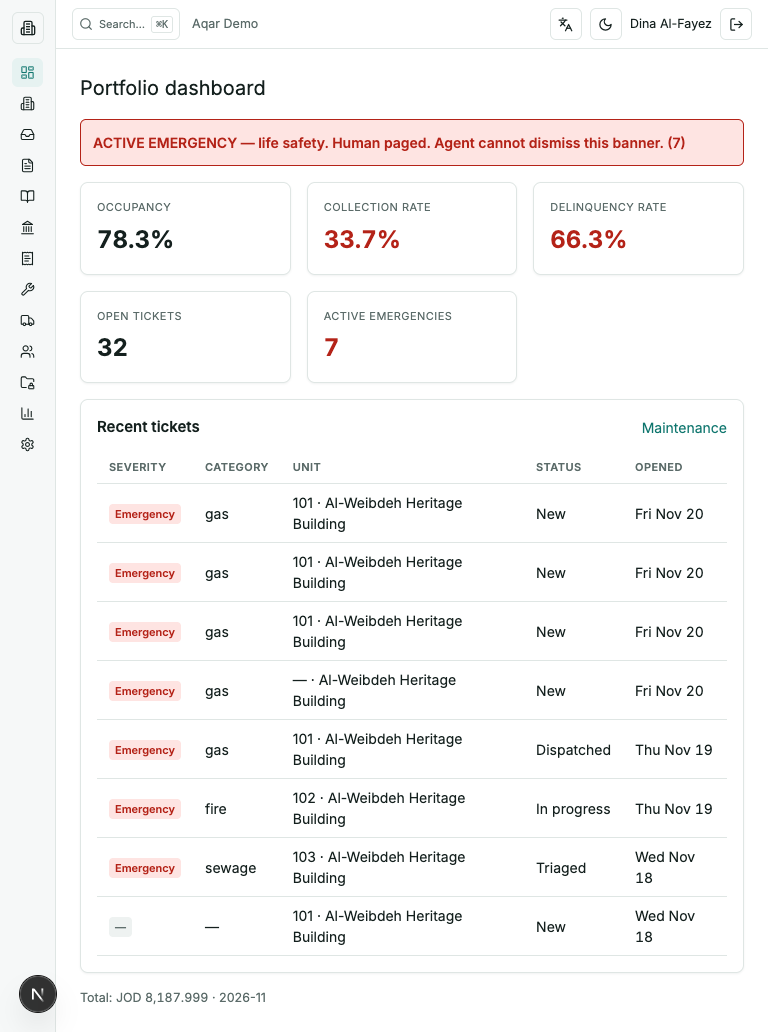 Search... ⌘K Aqar Demo Dina Al-Fayez
Portfolio dashboard
ACTIVE EMERGENCY — life safety. Human paged. Agent cannot dismiss this banner. (7)
OCCUPANCY
78.3%
COLLECTION RATE
33.7%
DELINQUENCY RATE
66.3%
OPEN TICKETS
32
ACTIVE EMERGENCIES
7
Recent tickets Maintenance
SEVERITY CATEGORY UNIT STATUS OPENED
Emergency gas 101 · Al-Weibdeh Heritage
Building New Fri Nov 20
Emergency gas 101 · Al-Weibdeh Heritage
Building New Fri Nov 20
Emergency gas 101 · Al-Weibdeh Heritage
Building New Fri Nov 20
Emergency gas — · Al-Weibdeh Heritage
Building New Fri Nov 20
Emergency gas 101 · Al-Weibdeh Heritage
Building Dispatched Thu Nov 19
Emergency fire 102 · Al-Weibdeh Heritage
Building In progress Thu Nov 19
Emergency sewage 103 · Al-Weibdeh Heritage
Building Triaged Wed Nov
18
— — 101 · Al-Weibdeh Heritage
Building New Wed Nov
18
N
Total: JOD 8,187.999 · 2026-11